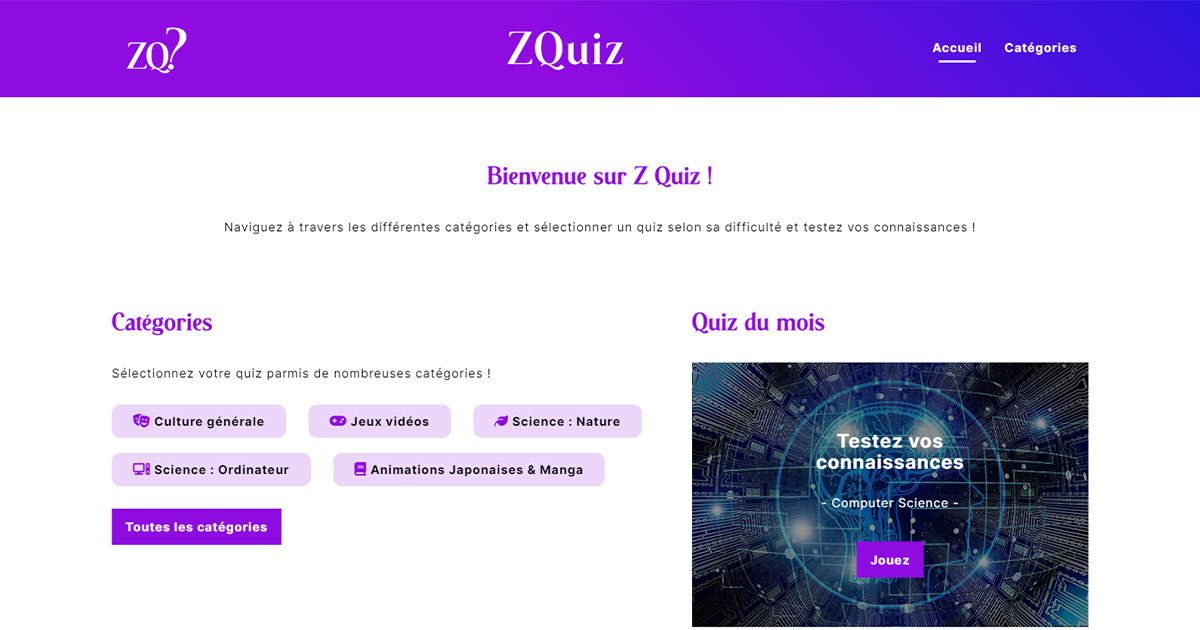 ZQ?
ZQuiz
Accueil
Catégories
Bienvenue sur Z Quiz !
Naviguez à travers les différentes catégories et sélectionner un quiz selon sa difficulté et testez vos connaissances !
Catégories
Sélectionnez votre quiz parmis de nombreuses catégories !
Culture générale
Jeux vidéos
Science : Nature
Science : Ordinateur
Animations Japonaises & Manga
Toutes les catégories
Quiz du mois
Testez vos
connaissances
- Computer Science -
Jouez